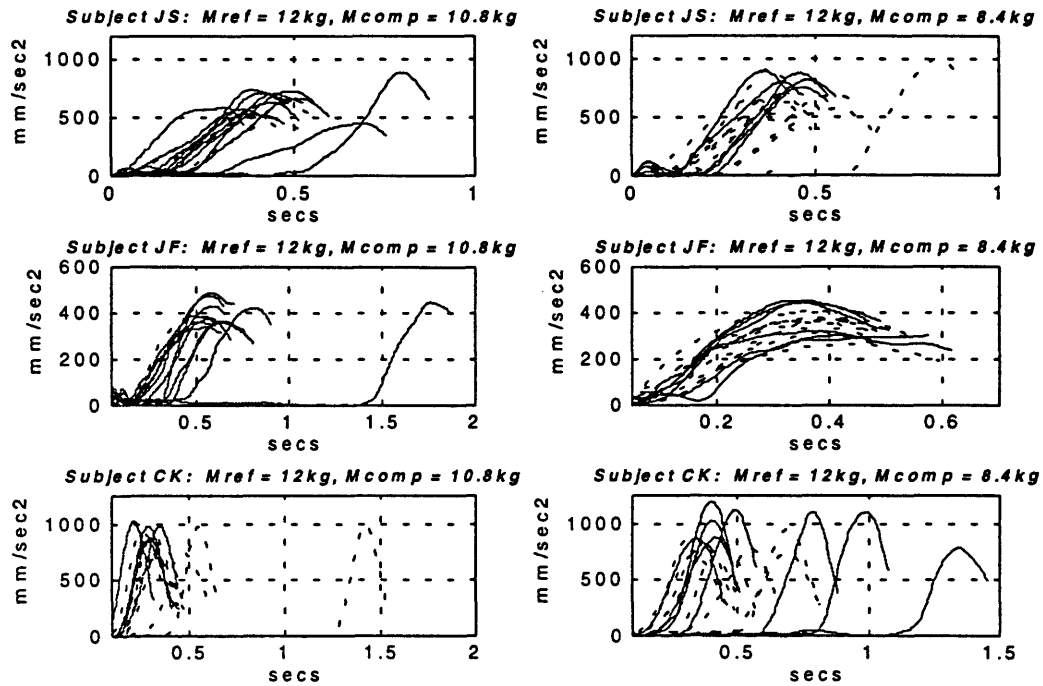 Subject JS: Mref = 12kg, Mcomp = 10.8kg
mm/sec2
1000
500
0
0 0.5 1
secs
Subject JS: Mref = 12kg, Mcomp = 8.4kg
mm/sec2
1000
500
0
0 0.5 1
secs
Subject JF: Mref = 12kg, Mcomp = 10.8kg
mm/sec2
600
400
200
0
0.5 1 1.5 2
secs
Subject JF: Mref = 12kg, Mcomp = 8.4kg
mm/sec2
600
400
200
0
0.2 0.4 0.6
secs
Subject CK: Mref = 12kg, Mcomp = 10.8kg
mm/sec2
1000
500
0
0.5 1 1.5 2
secs
Subject CK: Mref = 12kg, Mcomp = 8.4kg
mm/sec2
1000
500
0
0.5 1 1.5
secs